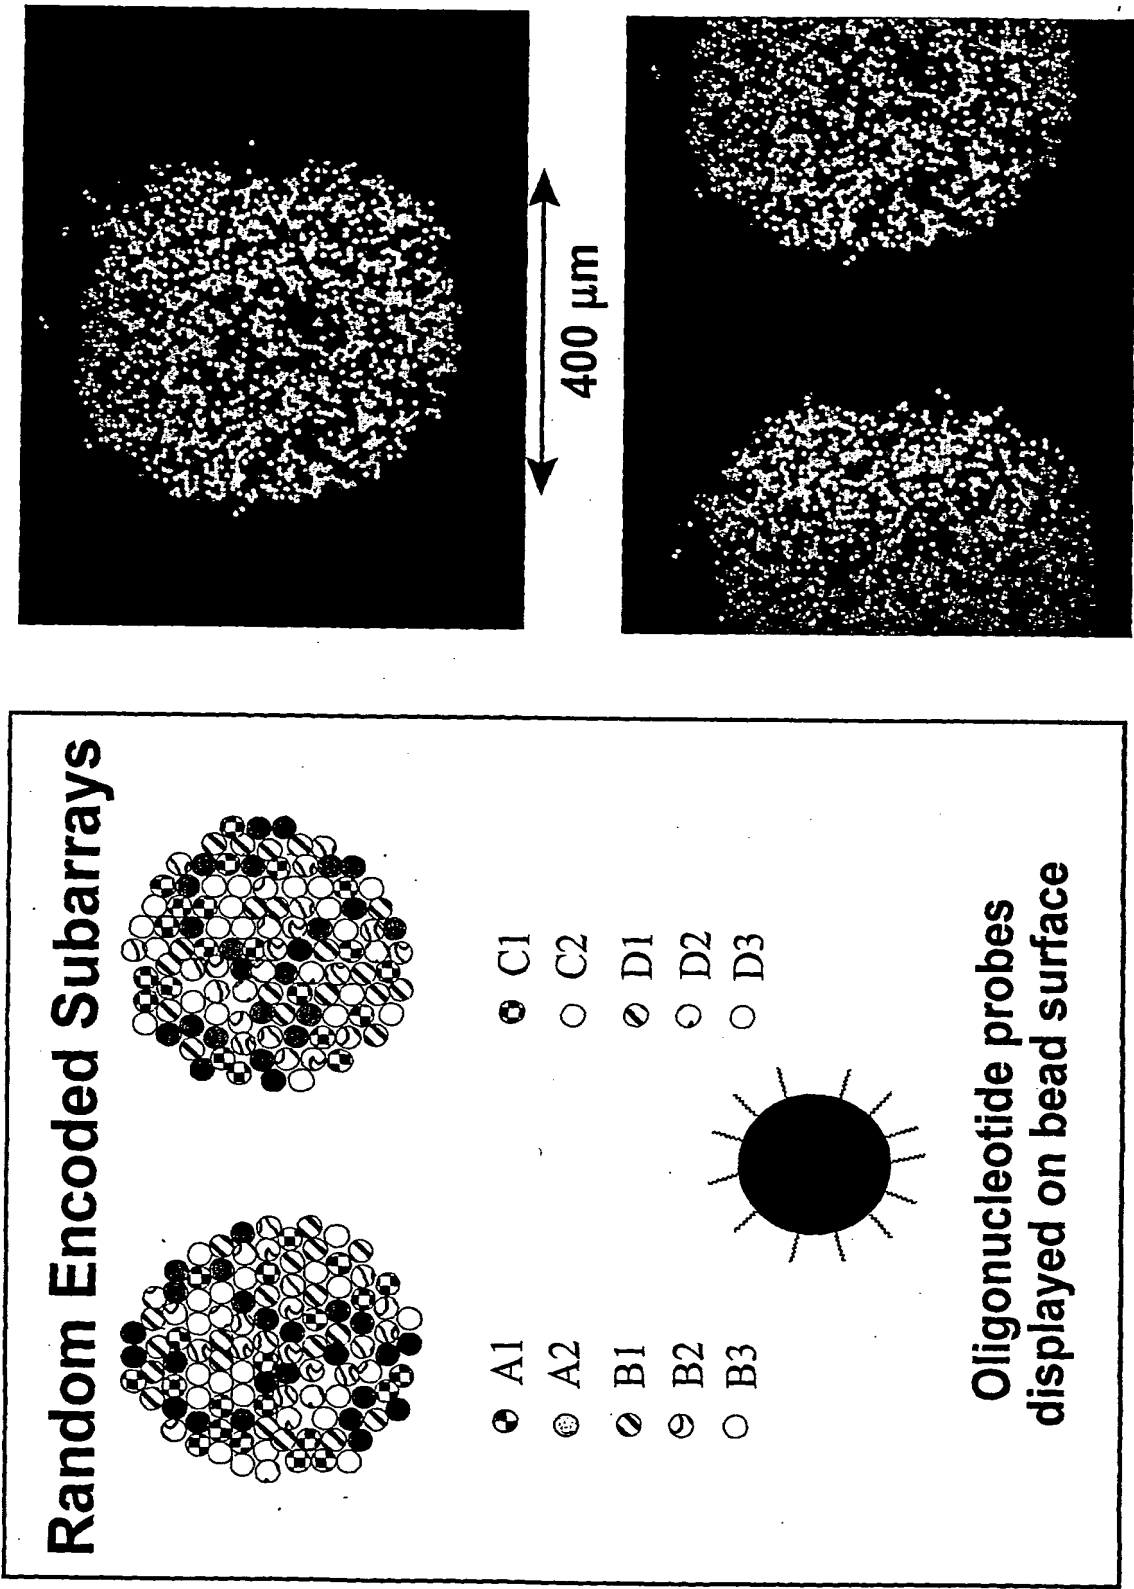 Random Encoded Subarrays
A1
A2
B1
B2
B3
C1
C2
D1
D2
D3
Oligonucleotide probes
displayed on bead surface
400 μm